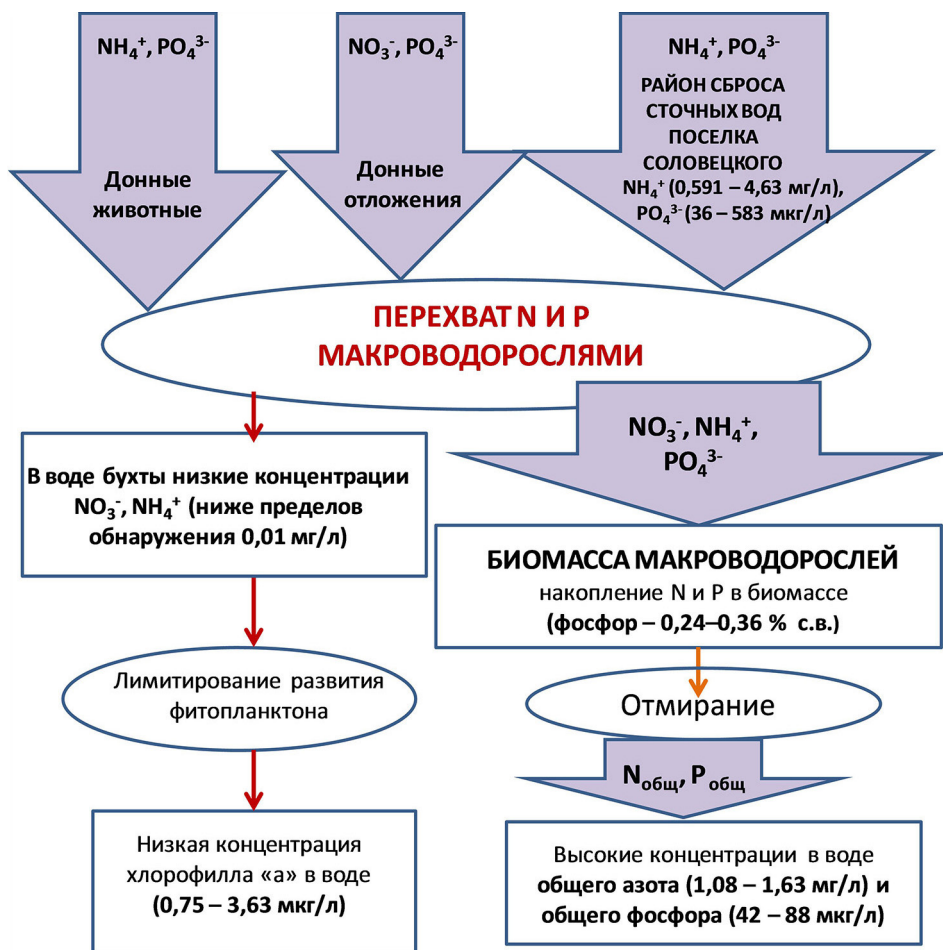 NH₄⁺, PO₄³⁻
Донные
животные
NO₃⁻, PO₄³⁻
Донные
отложения
NH₄⁺, PO₄³⁻
РАЙОН СБРОСА
СТОЧНЫХ ВОД
ПОСЕЛКА
СОЛОВЕЦКОГО
NH₄⁺ (0,591 – 4,63 мг/л),
PO₄³⁻ (36 – 583 мкг/л)
ПЕРЕХВАТ N И P
МАКРОВОДОРОСЛЯМИ
В воде бухты низкие концентрации
NO₃⁻, NH₄⁺ (ниже пределов
обнаружения 0,01 мг/л)
Лимитирование развития
фитопланктона
Низкая концентрация
хлорофилла «а» в воде
(0,75 – 3,63 мкг/л)
NO₃⁻, NH₄⁺,
PO₄³⁻
БИОМАССА МАКРОВОДОРОСЛЕЙ
накопление N и P в биомассе
(фосфор – 0,24–0,36 % с.в.)
Отмирание
Nобщ, Pобщ
Высокие концентрации в воде
общего азота (1,08 – 1,63 мг/л) и
общего фосфора (42 – 88 мкг/л)